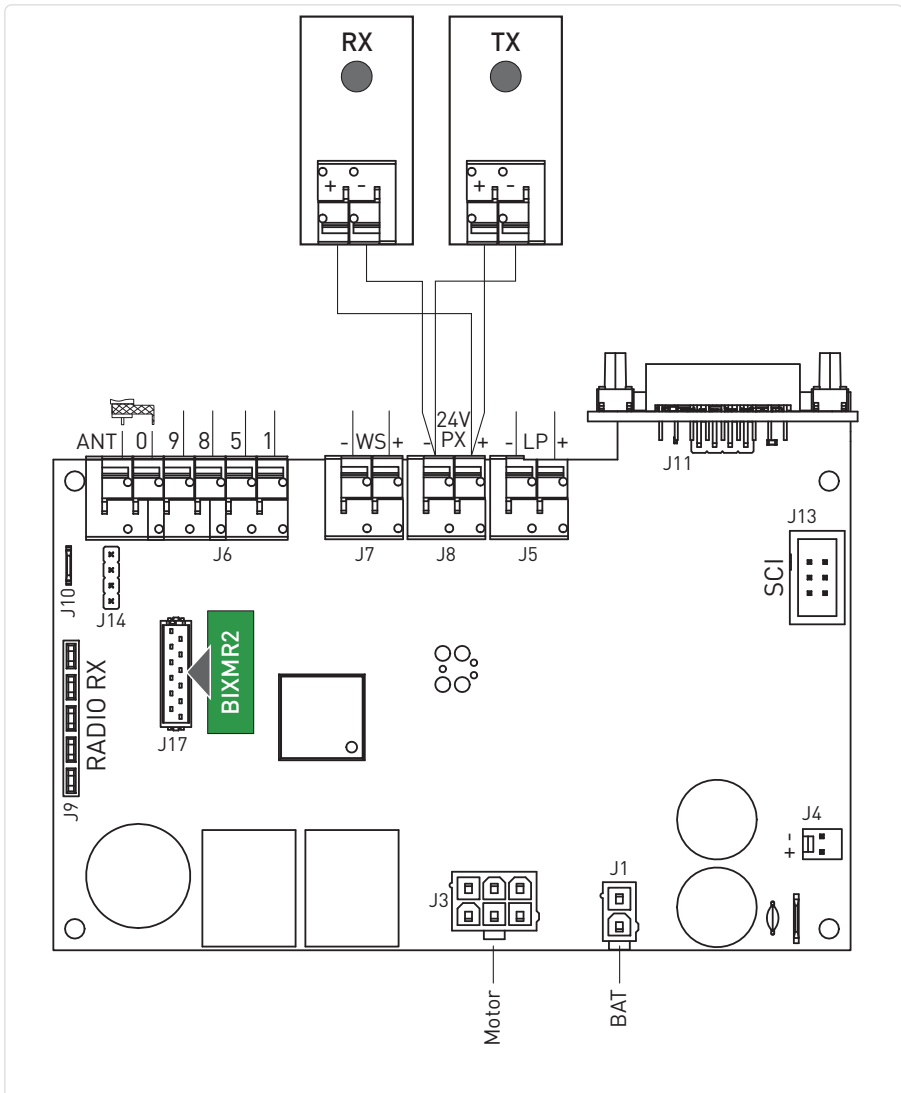 RX TX
+ - + -
24V
ANT 0 9 8 5 1 - WS + - PX + - LP +
J11
J6 J7 J8 J5
J13
SCI
J10
J14
BIXMR2
RADIO RX
J17
J9
J4
+ -
J1
J3
Motor
BAT